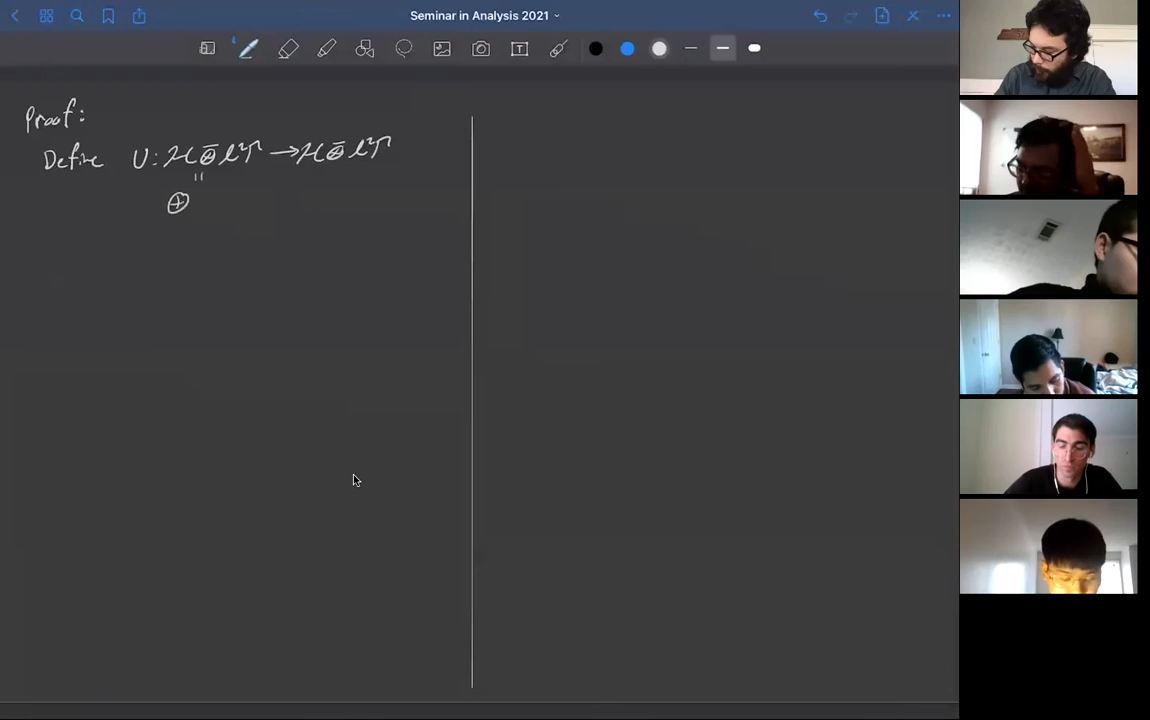 Seminar in Analysis 2021
Proof:
Define U: ℋ ⊗̄ ℓ²Γ → ℋ ⊗̄ ℓ²Γ
=
⊕